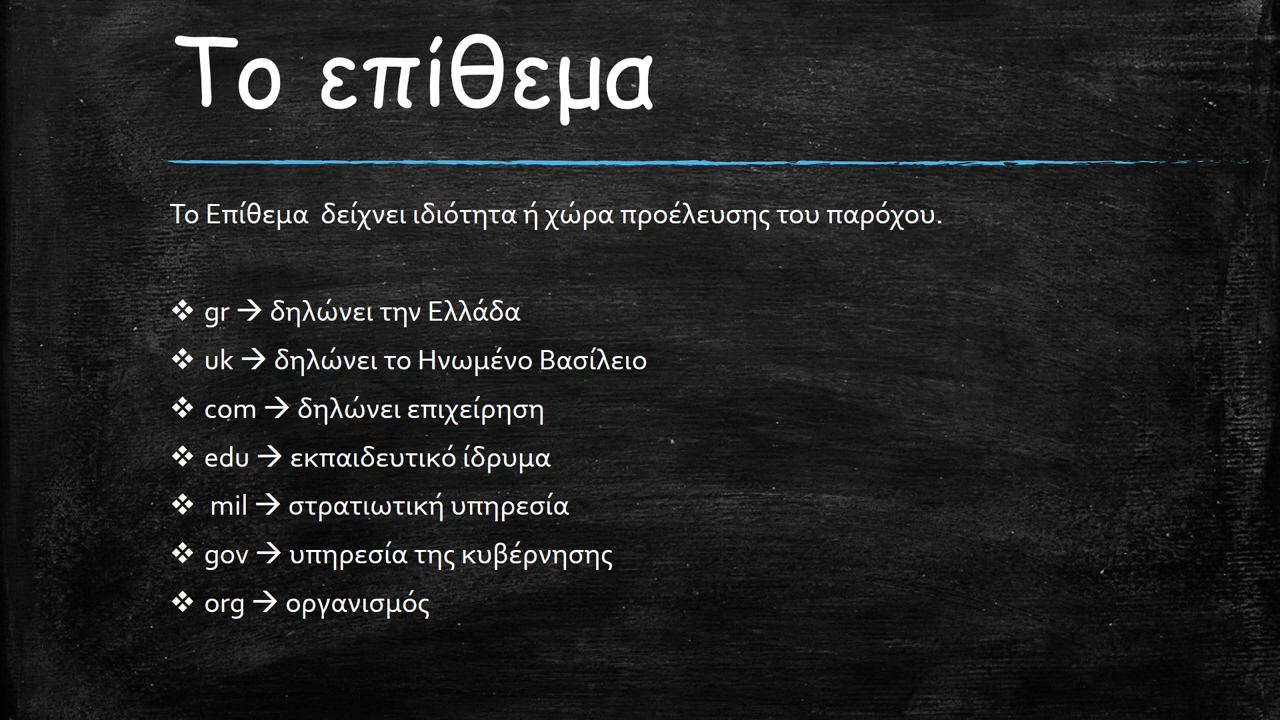 Το επίθεμα
Το Επίθεμα  δείχνει ιδιότητα ή χώρα προέλευσης του παρόχου.
❖ gr → δηλώνει την Ελλάδα
❖ uk → δηλώνει το Ηνωμένο Βασίλειο
❖ com → δηλώνει επιχείρηση
❖ edu → εκπαιδευτικό ίδρυμα
❖ mil → στρατιωτική υπηρεσία
❖ gov → υπηρεσία της κυβέρνησης
❖ org → οργανισμός